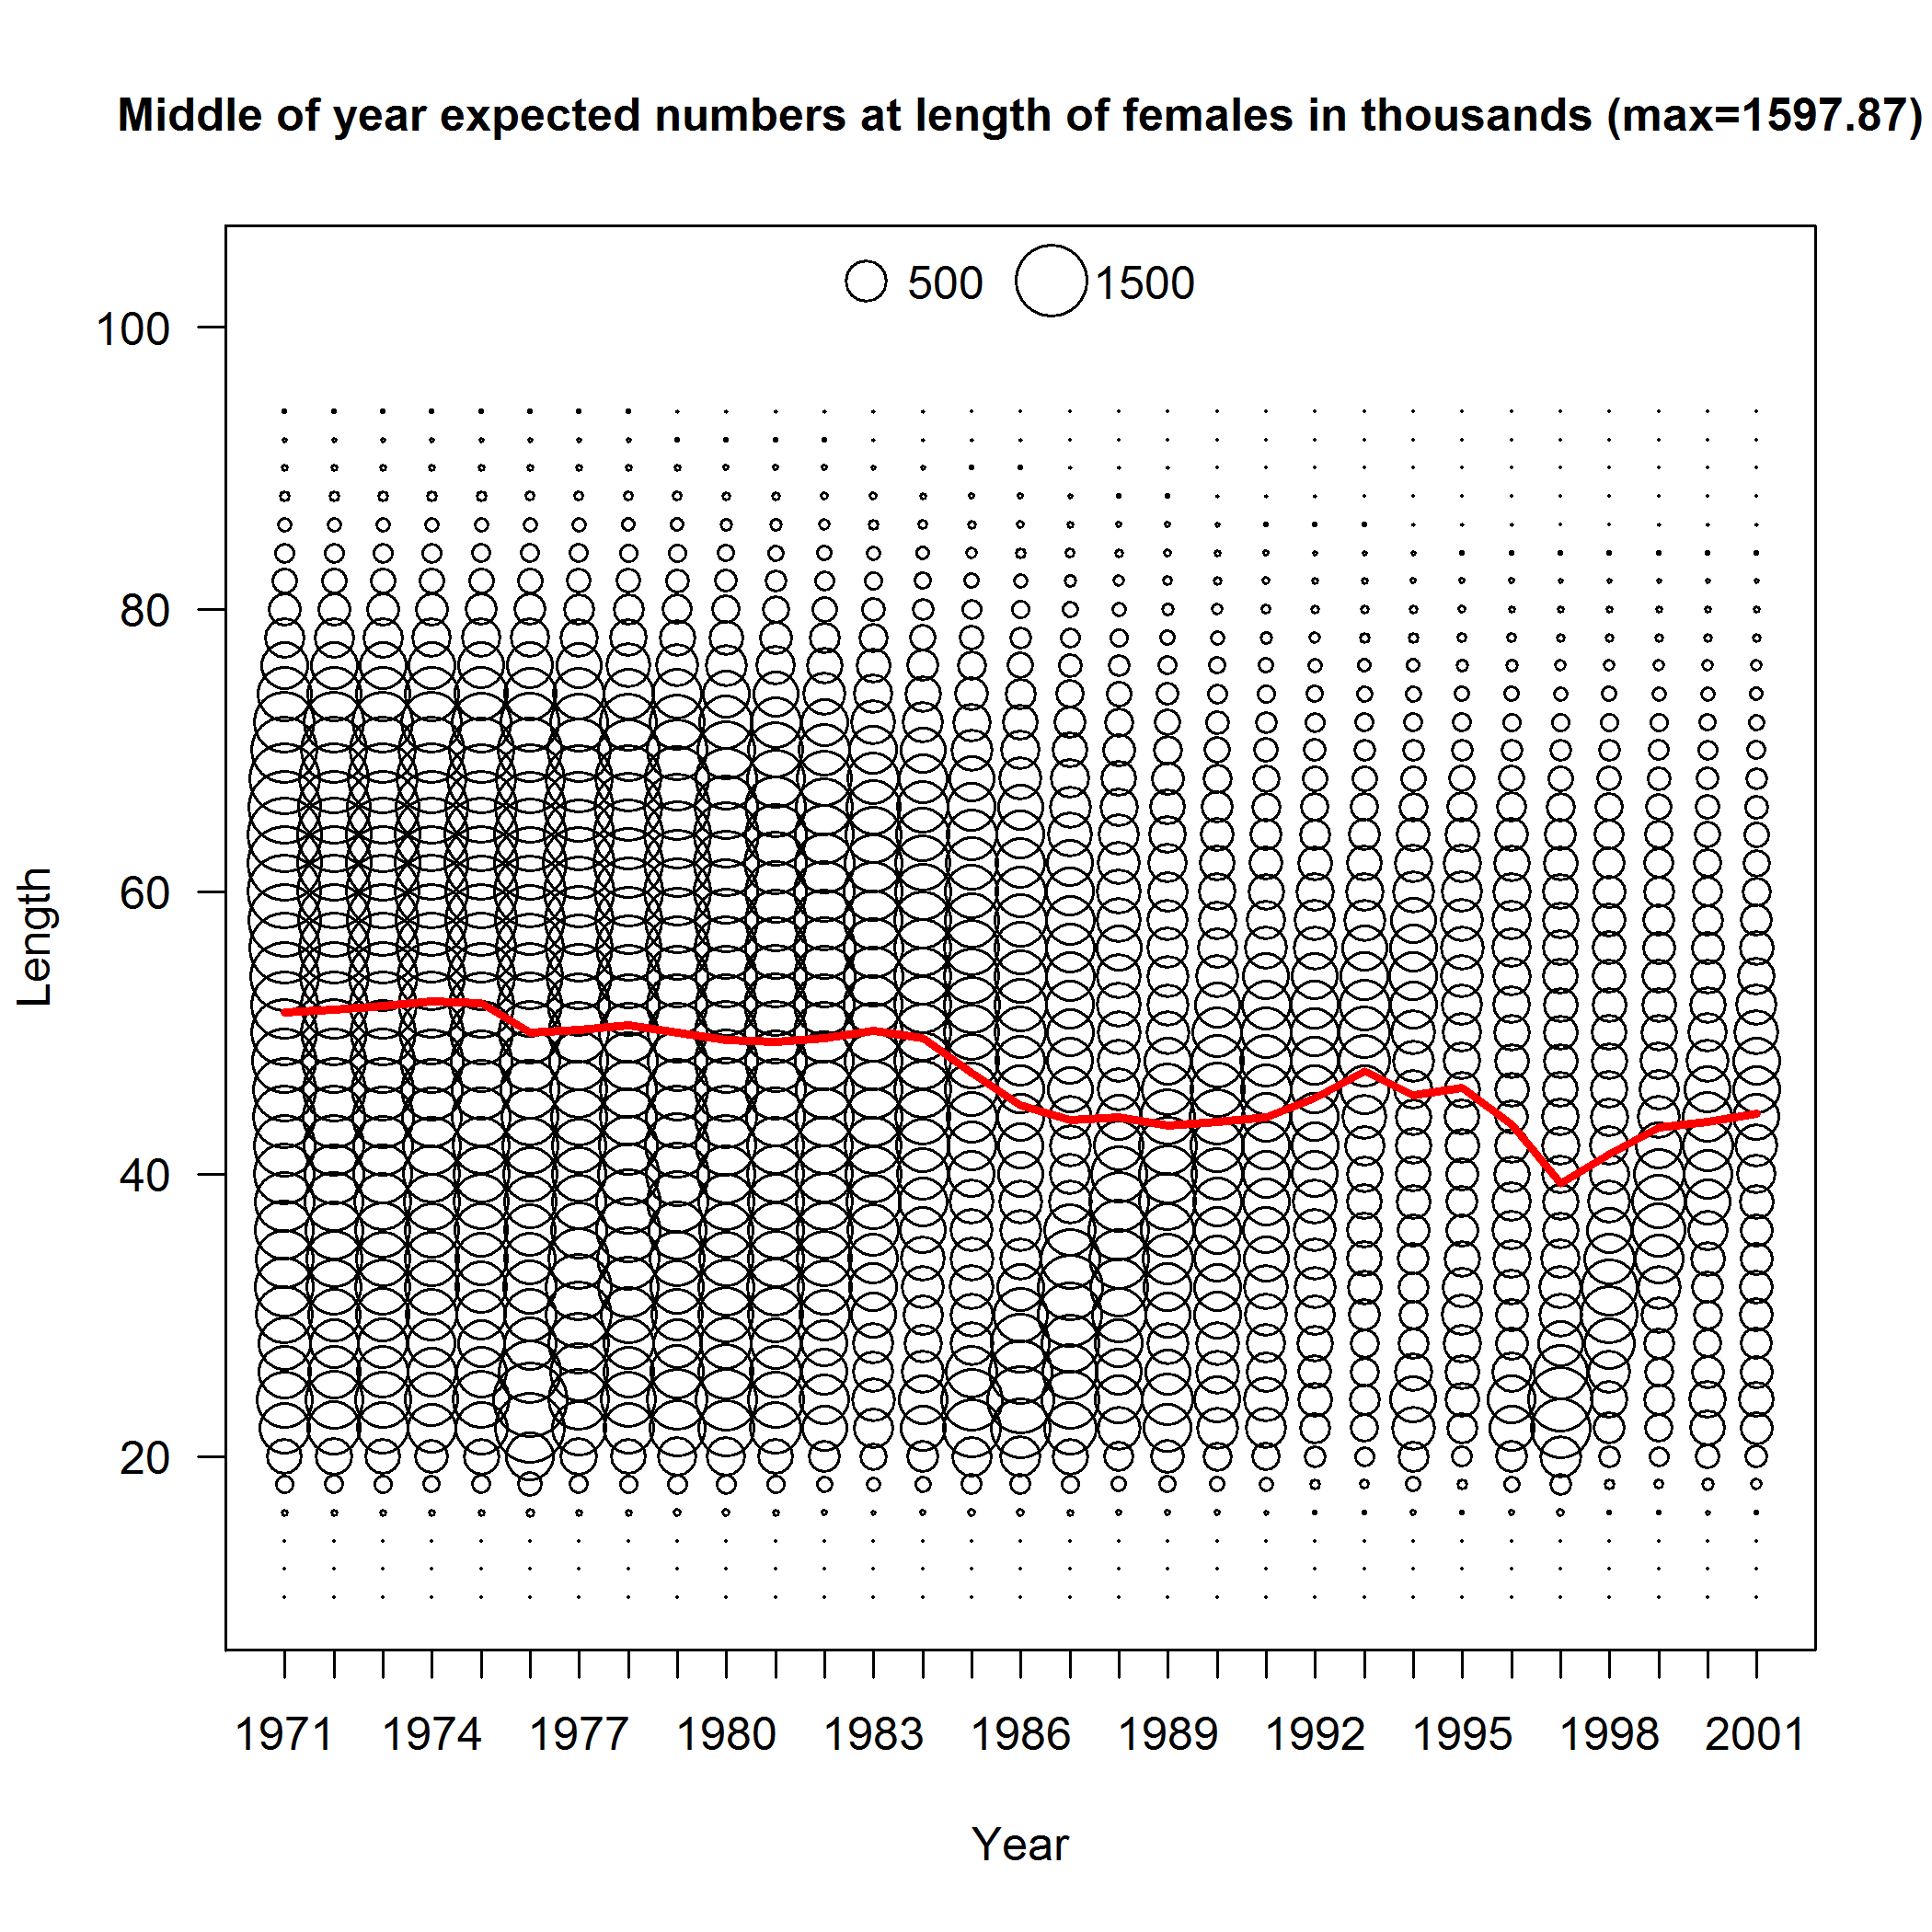 Middle of year expected numbers at length of females in thousands (max=1597.87)
500 1500
100
80
60
40
20
Length
1971 1974 1977 1980 1983 1986 1989 1992 1995 1998 2001
Year